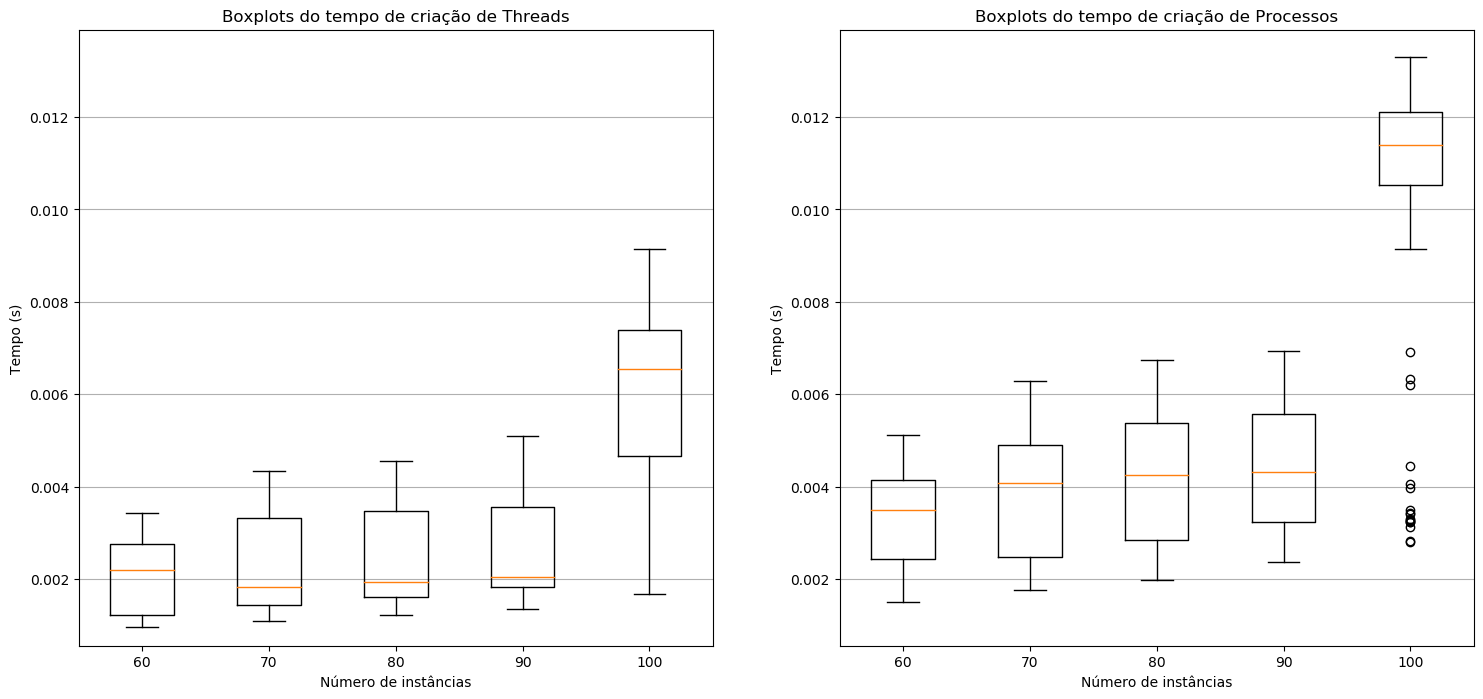 Boxplots do tempo de criação de Threads
Tempo (s)
0.012
0.010
0.008
0.006
0.004
0.002
60 70 80 90 100
Número de instâncias
Boxplots do tempo de criação de Processos
Tempo (s)
0.012
0.010
0.008
0.006
0.004
0.002
60 70 80 90 100
Número de instâncias